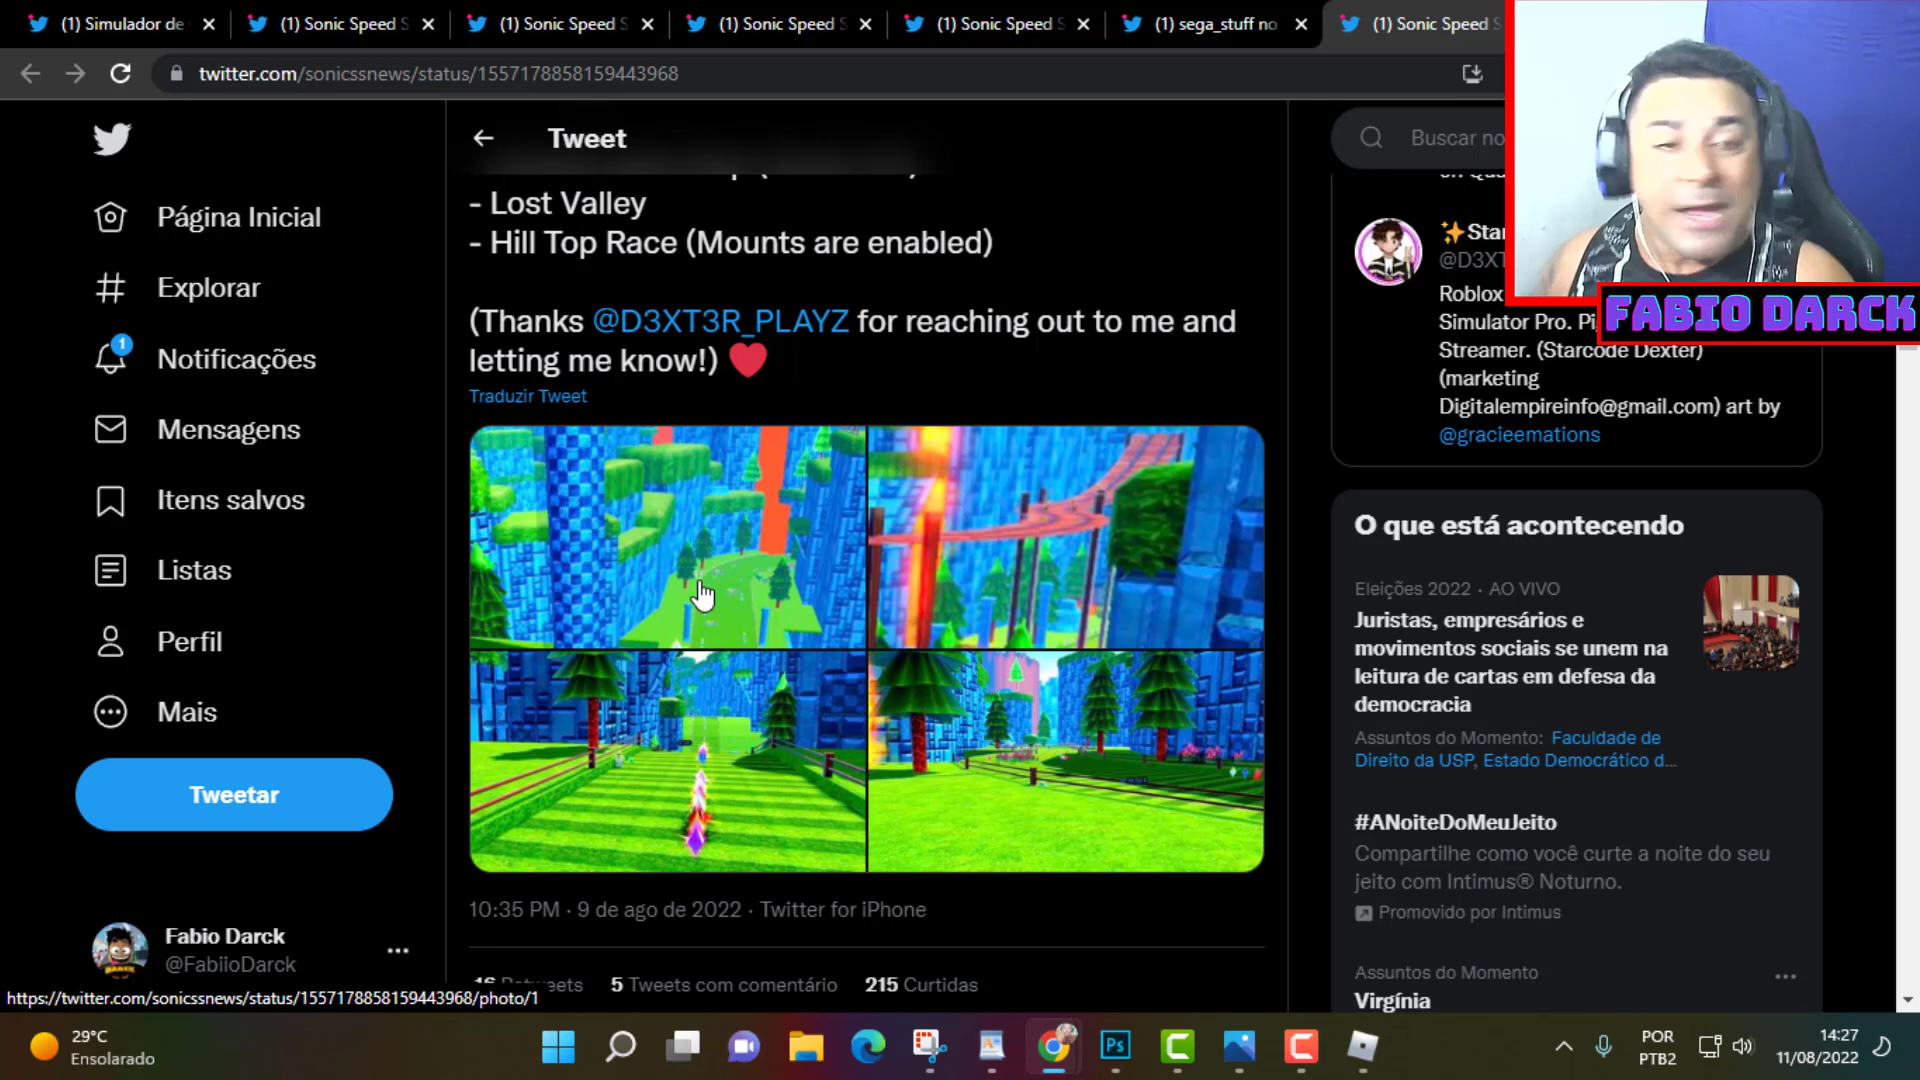 (1) Simulador de
(1) Sonic Speed S
(1) Sonic Speed S
(1) Sonic Speed S
(1) Sonic Speed S
(1) sega_stuff no
(1) Sonic Speed S
twitter.com/sonicssnews/status/1557178858159443968
Página Inicial
Explorar
1
Notificações
Mensagens
Itens salvos
Listas
Perfil
Mais
Tweetar
Fabio Darck
@FabiioDarck
Tweet
- Lost Valley
- Hill Top Race (Mounts are enabled)
(Thanks @D3XT3R_PLAYZ for reaching out to me and
letting me know!)
Traduzir Tweet
10:35 PM · 9 de ago de 2022 · Twitter for iPhone
16 Retweets 5 Tweets com comentário 215 Curtidas
Buscar no
Star
@D3XT
Roblox
Simulator Pro.
Streamer. (Starcode Dexter)
(marketing
Digitalempireinfo@gmail.com) art by
@gracieemations
FABIO DARCK
O que está acontecendo
Eleições 2022 · AO VIVO
Juristas, empresários e
movimentos sociais se unem na
leitura de cartas em defesa da
democracia
Assuntos do Momento: Faculdade de
Direito da USP, Estado Democrático d...
#ANoiteDoMeuJeito
Compartilhe como você curte a noite do seu
jeito com Intimus® Noturno.
Promovido por Intimus
Assuntos do Momento
Virgínia
https://twitter.com/sonicssnews/status/1557178858159443968/photo/1
29°C
Ensolarado
Ps
POR
PTB2
14:27
11/08/2022